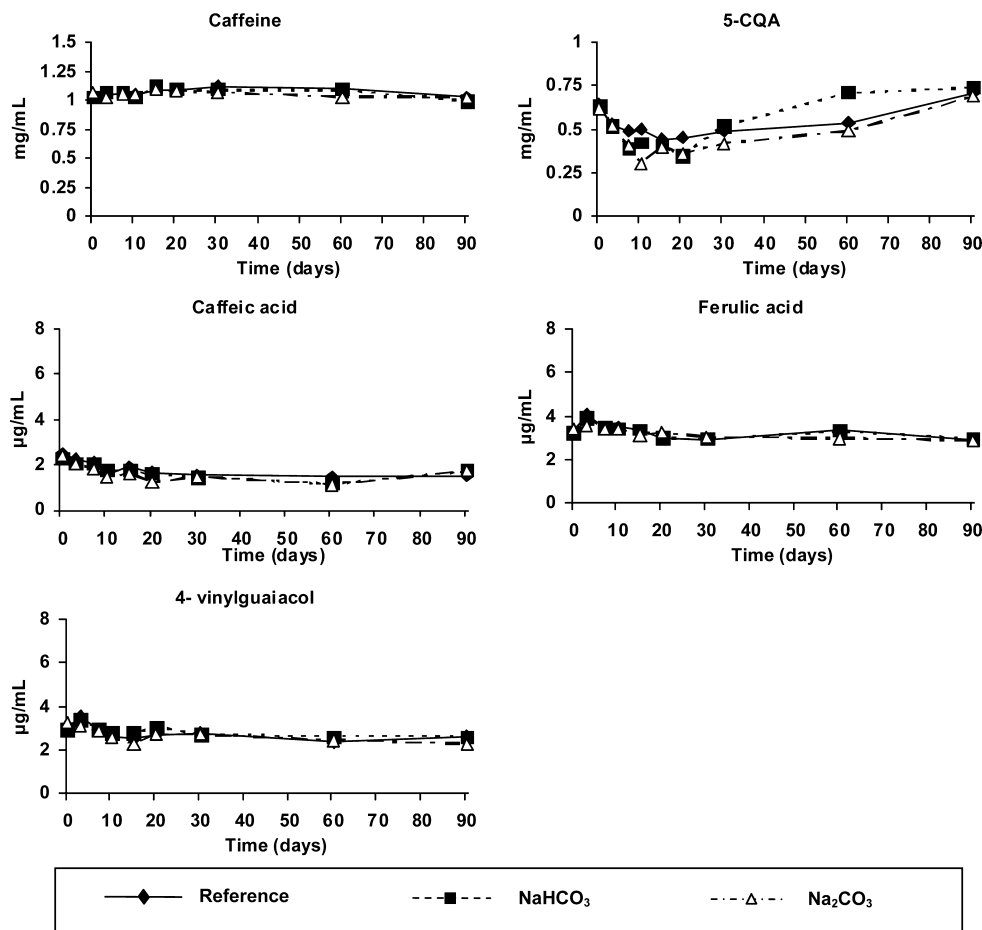 Caffeine
1.5
1.25
1
0.75
0.5
0.25
0
mg/mL
0 10 20 30 40 50 60 70 80 90
Time (days)
5-CQA
1
0.75
0.5
0.25
0
mg/mL
0 10 20 30 40 50 60 70 80 90
Time (days)
Caffeic acid
8
6
4
2
0
µg/mL
0 10 20 30 40 50 60 70 80 90
Time (days)
Ferulic acid
8
6
4
2
0
µg/mL
0 10 20 30 40 50 60 70 80 90
Time (days)
4- vinylguaiacol
8
6
4
2
0
µg/mL
0 10 20 30 40 50 60 70 80 90
Time (days)
Reference NaHCO₃ Na₂CO₃